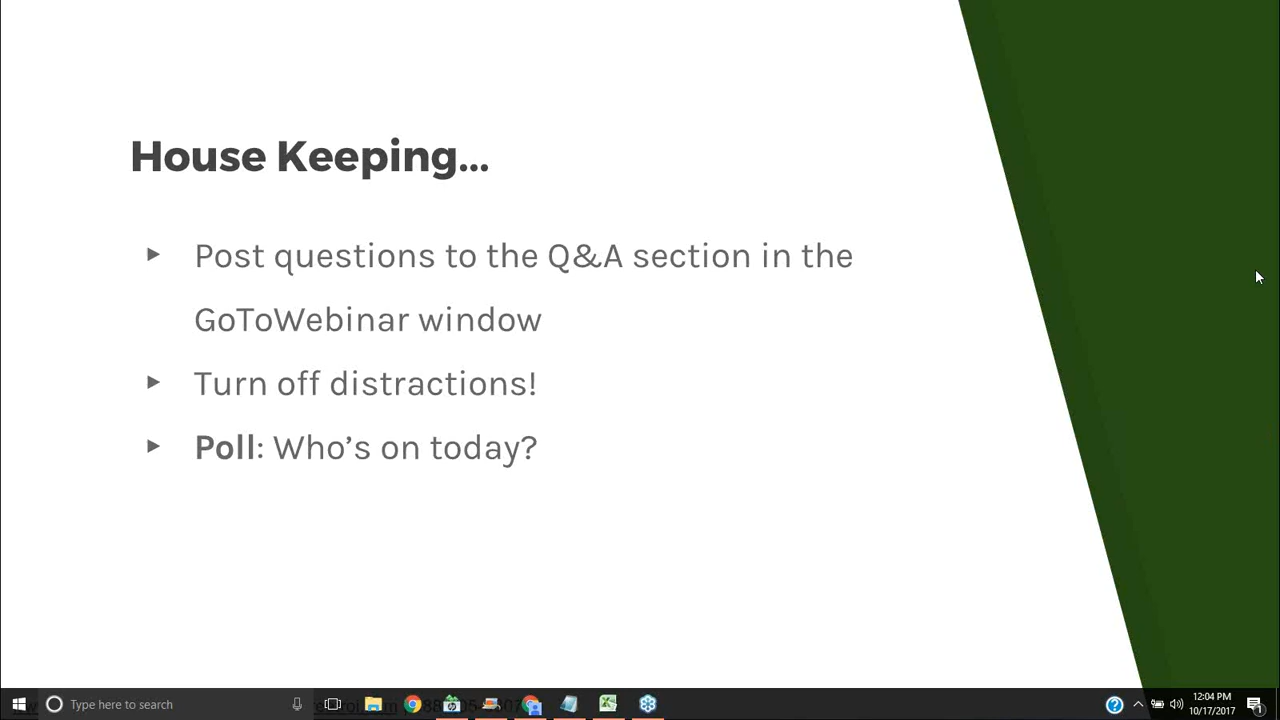 House Keeping...
► Post questions to the Q&A section in the
GoToWebinar window
► Turn off distractions!
► Poll: Who’s on today?
Type here to search
12:04 PM
10/17/2017